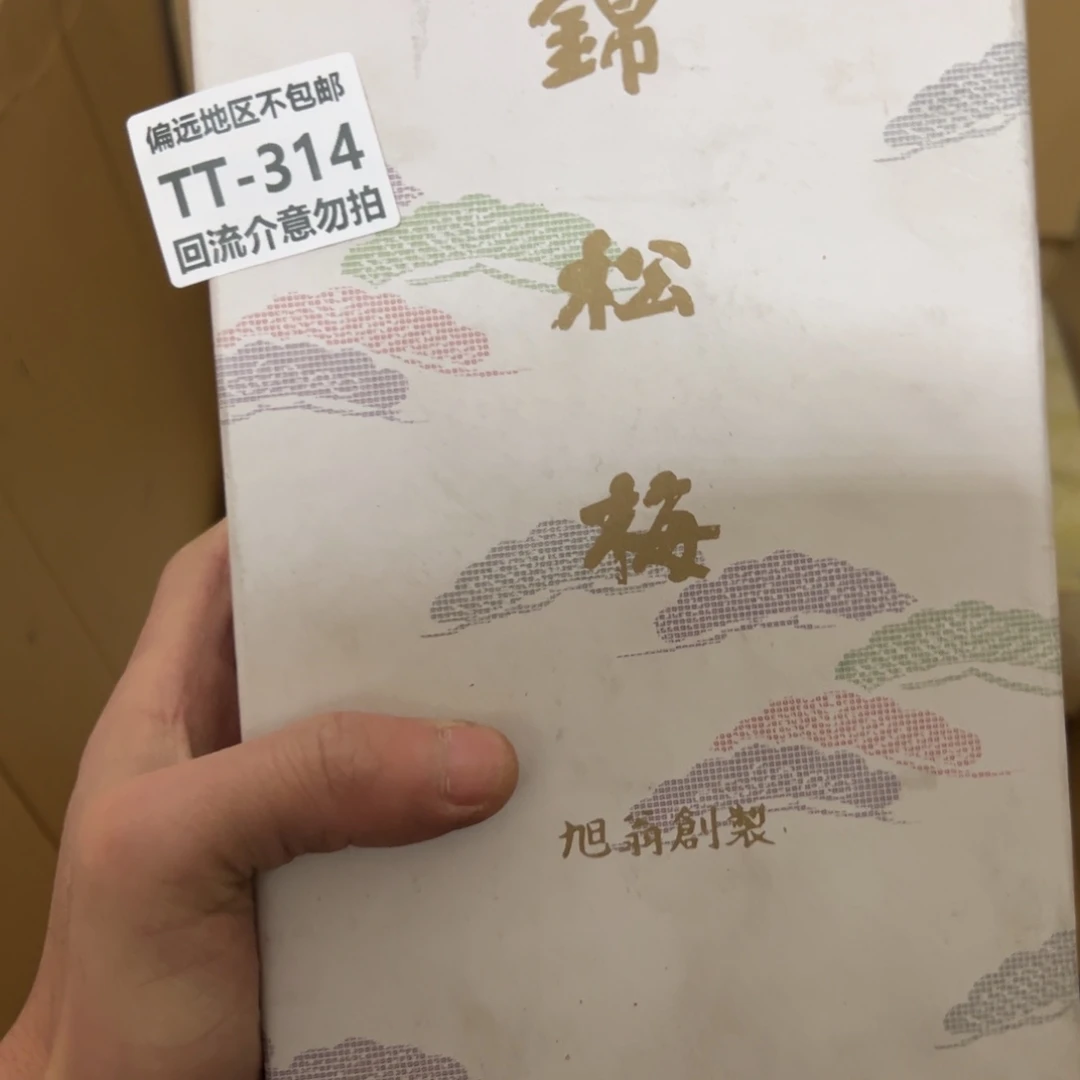 偏远地区不包邮
TT-314
回流介意勿拍
錦
松
梅
旭翁創製